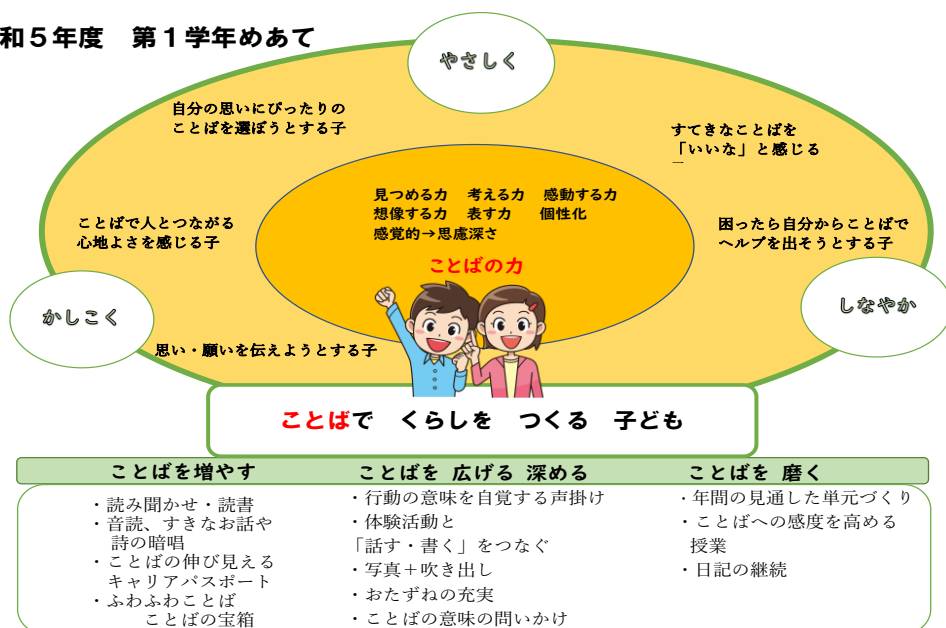 和５年度　第１学年めあて
やさしく
自分の思いにぴったりの
ことばを選ぼうとする子
すてきなことばを
「いいな」と感じる
見つめる力　考える力　感動する力
想像する力　表す力　個性化
感覚的→思慮深さ
ことばの力
ことばで人とつながる
心地よさを感じる子
困ったら自分からことばで
ヘルプを出そうとする子
かしこく
しなやか
思い・願いを伝えようとする子
ことばで　くらしを　つくる　子ども
ことばを増やす
・読み聞かせ・読書
・音読、すきなお話や
詩の暗唱
・ことばの伸び見える
キャリアパスポート
・ふわふわことば
ことばの宝箱
ことばを 広げる 深める
・行動の意味を自覚する声掛け
・体験活動と
「話す・書く」をつなぐ
・写真＋吹き出し
・おたずねの充実
・ことばの意味の問いかけ
ことばを 磨く
・年間の見通した単元づくり
・ことばへの感度を高める
授業
・日記の継続